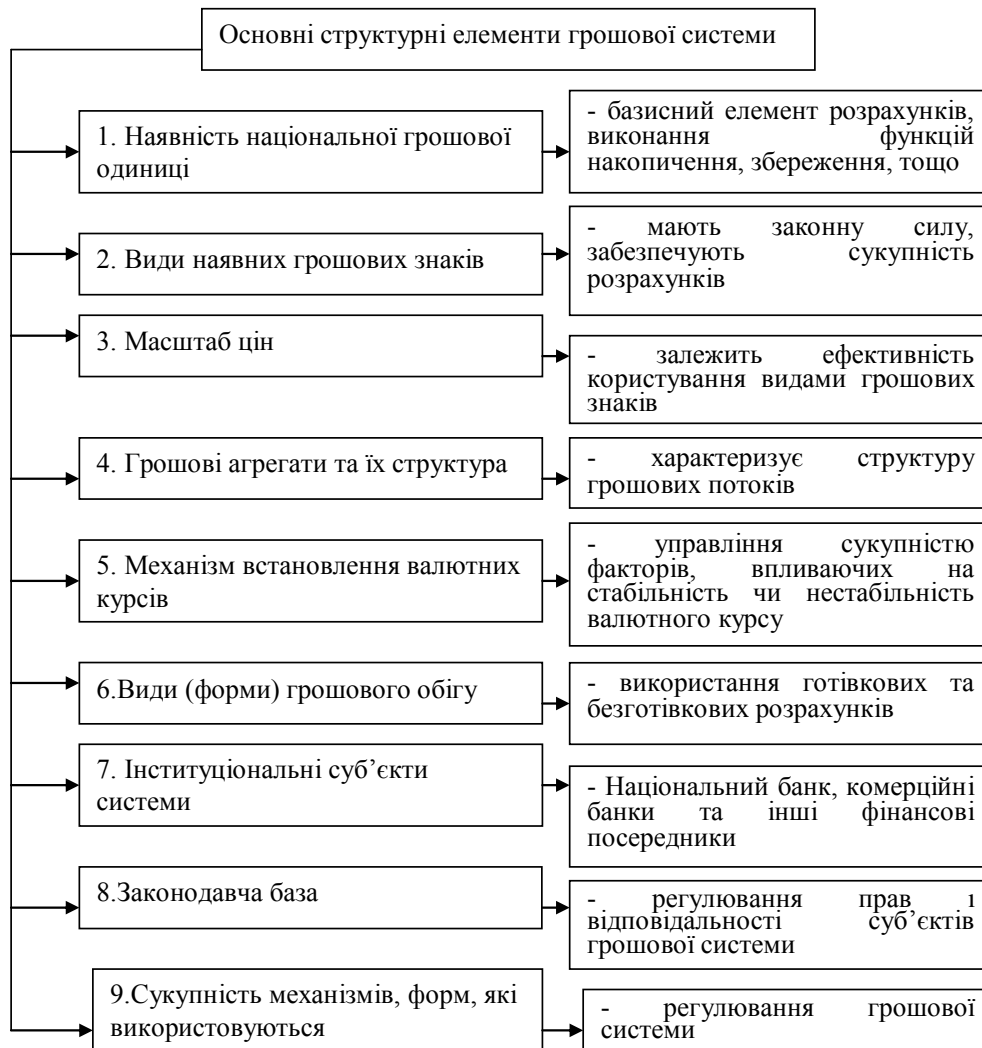 Основні структурні елементи грошової системи
1. Наявність національної грошової
одиниці
- базисний елемент розрахунків,
виконання функцій
накопичення, збереження, тощо
2. Види наявних грошових знаків
- мають законну силу,
забезпечують сукупність
розрахунків
3. Масштаб цін
- залежить ефективність
користування видами грошових
знаків
4. Грошові агрегати та їх структура
- характеризує структуру
грошових потоків
5. Механізм встановлення валютних
курсів
- управління сукупністю
факторів, впливаючих на
стабільність чи нестабільність
валютного курсу
6.Види (форми) грошового обігу
- використання готівкових та
безготівкових розрахунків
7. Інституціональні суб’єкти
системи
- Національний банк, комерційні
банки та інші фінансові
посередники
8.Законодавча база
- регулювання прав і
відповідальності суб’єктів
грошової системи
9.Сукупність механізмів, форм, які
використовуються
- регулювання грошової
системи